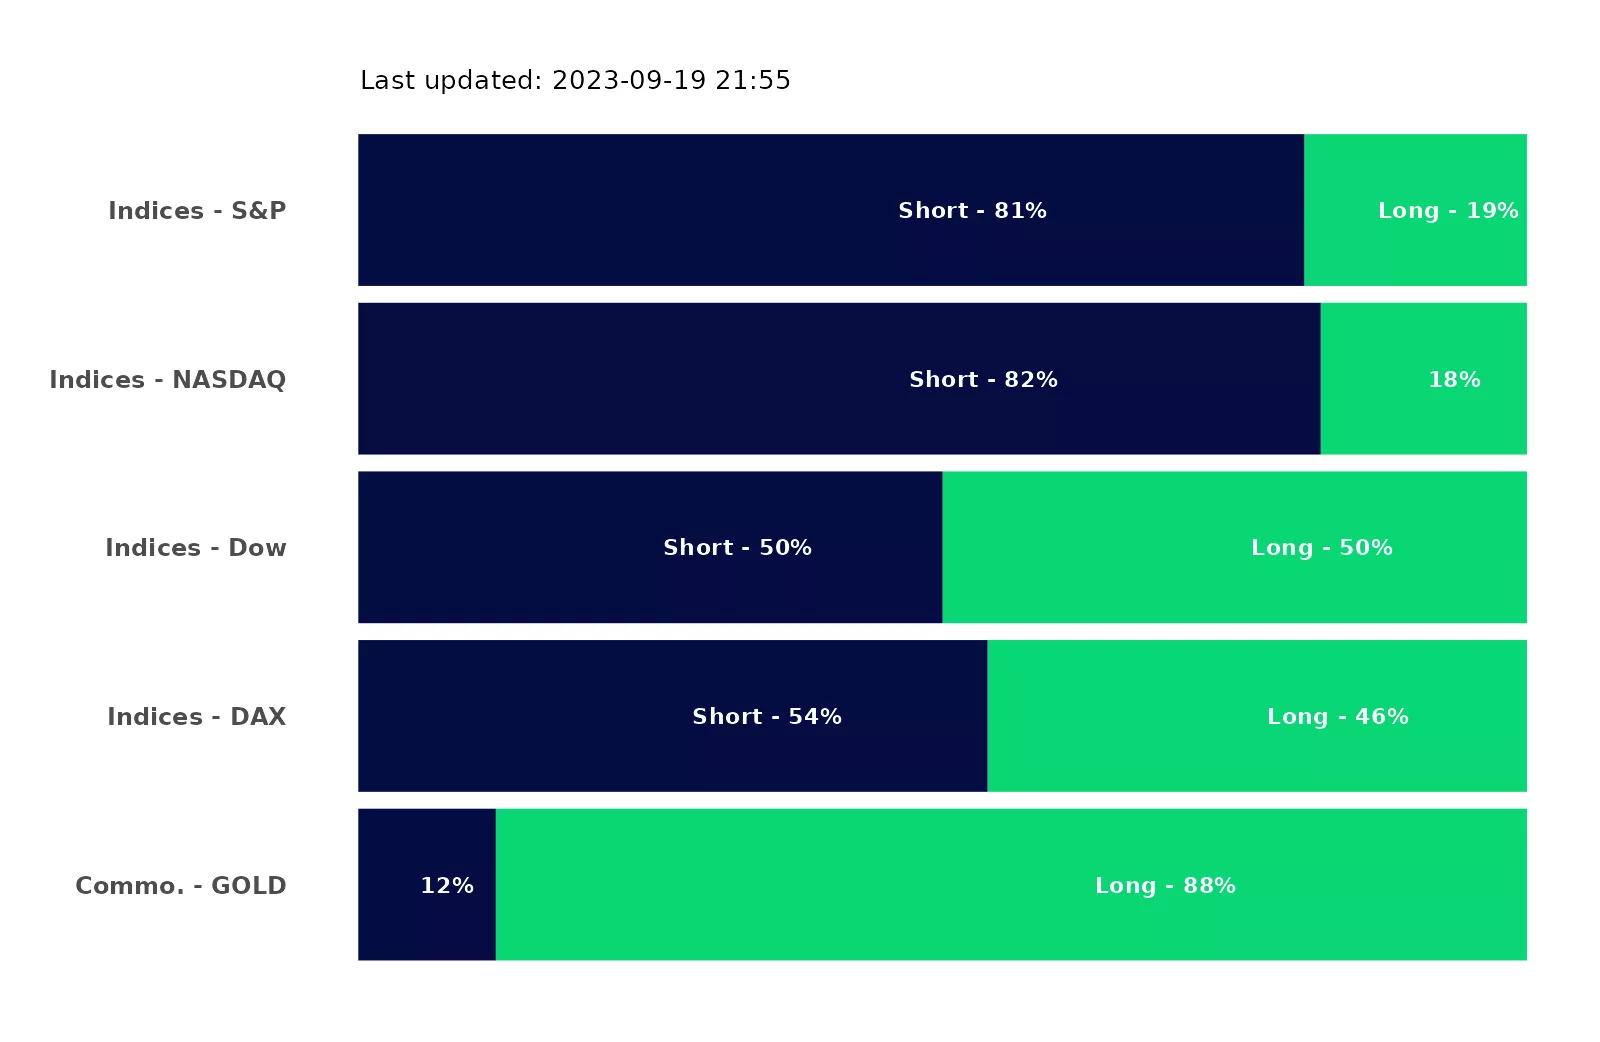 Last updated: 2023-09-19 21:55
Indices - S&P Short - 81% Long - 19%
Indices - NASDAQ Short - 82% 18%
Indices - Dow Short - 50% Long - 50%
Indices - DAX Short - 54% Long - 46%
Commo. - GOLD 12% Long - 88%